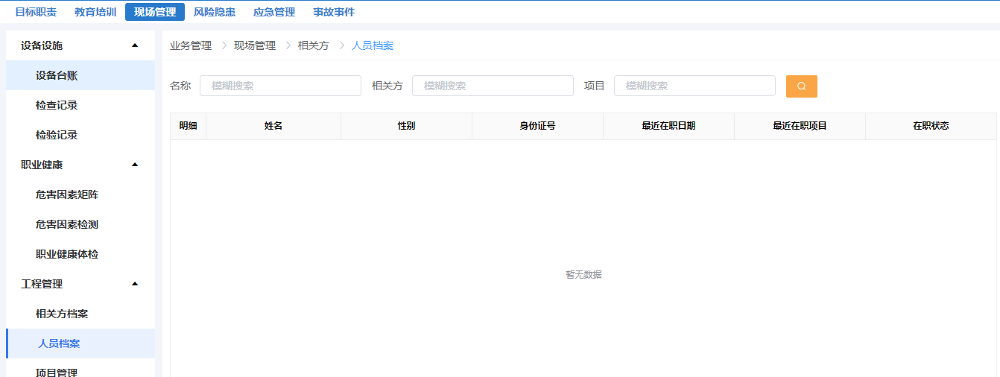 目标职责 教育培训 现场管理 风险隐患 应急管理 事故事件
设备设施
设备台账
检查记录
检验记录
职业健康
危害因素矩阵
危害因素检测
职业健康体检
工程管理
相关方档案
人员档案
项目管理
业务管理 > 现场管理 > 相关方 > 人员档案
名称 模糊搜索 相关方 模糊搜索 项目 模糊搜索
明细 姓名 性别 身份证号 最近在职日期 最近在职项目 在职状态
暂无数据